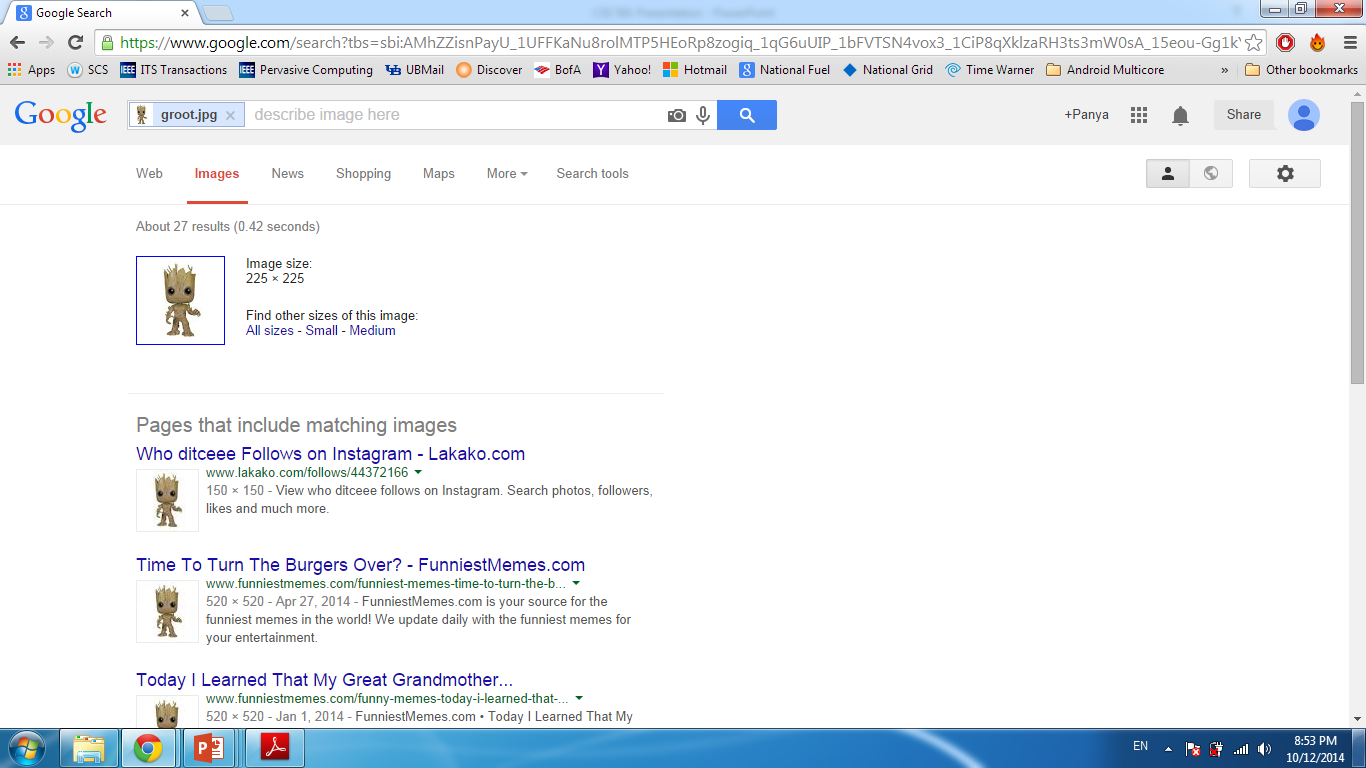 Google Search
https://www.google.com/search?tbs=sbi:AMhZZisnPayU_1UFFKaNu8rolMTP5HEoRp8zogiq_1qG6uUIP_1bFVTSN4vox3_1CiP8qXklzaRH3ts3mW0sA_15eou-Gg1k
Apps SCS ITS Transactions Pervasive Computing UBMail Discover BofA Yahoo! Hotmail National Fuel National Grid Time Warner Android Multicore » Other bookmarks
Google groot.jpg describe image here +Panya Share
Web Images News Shopping Maps More Search tools
About 27 results (0.42 seconds)
Image size:
225 × 225
Find other sizes of this image:
All sizes - Small - Medium
Pages that include matching images
Who ditceee Follows on Instagram - Lakako.com
www.lakako.com/follows/44372166
150 × 150 - View who ditceee follows on Instagram. Search photos, followers,
likes and much more.
Time To Turn The Burgers Over? - FunniestMemes.com
www.funniestmemes.com/funniest-memes-time-to-turn-the-b...
520 × 520 - Apr 27, 2014 - FunniestMemes.com is your source for the
funniest memes in the world! We update daily with the funniest memes for
your entertainment.
Today I Learned That My Great Grandmother...
www.funniestmemes.com/funny-memes-today-i-learned-that-...
520 × 520 - Jan 1, 2014 - FunniestMemes.com • Today I Learned That My
EN 8:53 PM
10/12/2014